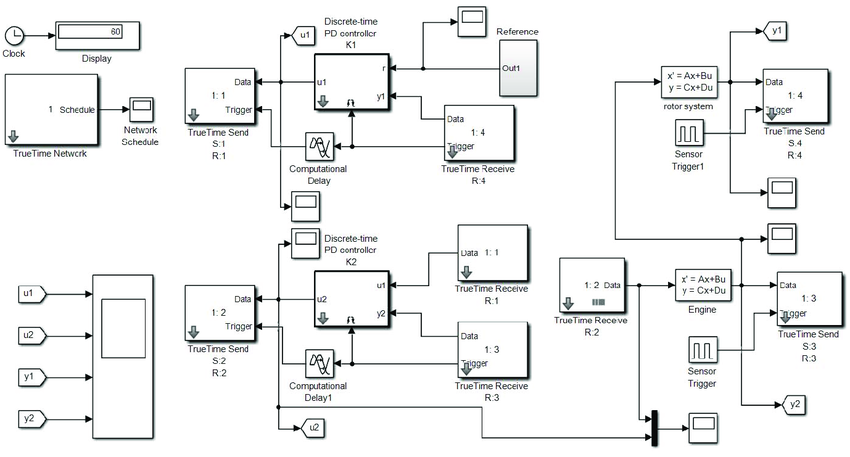 60
Clock
Display
1 Schedule
TrueTime Network
Network
Schedule
u1
Discrete-time
PD controllor
K1
1: 1
Data
Trigger
TrueTime Send
S:1
R:1
u1
r
y1
Computational
Delay
Reference
Out1
Data
1: 4
Trigger
TrueTime Receive
R:4
y1
x' = Ax+Bu
y = Cx+Du
rotor system
Data
1: 4
Trigger
TrueTime Send
S:4
R:4
Sensor
Trigger1
u1
u2
y1
y2
Discrete-time
PD controllor
K2
1: 2
Data
Trigger
TrueTime Send
S:2
R:2
u2
u1
y2
Computational
Delay1
1: 1
Data
TrueTime Receive
R:1
Data
1: 3
Trigger
TrueTime Receive
R:3
u2
1: 2 Data
TrueTime Receive
R:2
x' = Ax+Bu
y = Cx+Du
Engine
Data
1: 3
Trigger
TrueTime Send
S:3
R:3
Sensor
Trigger
y2